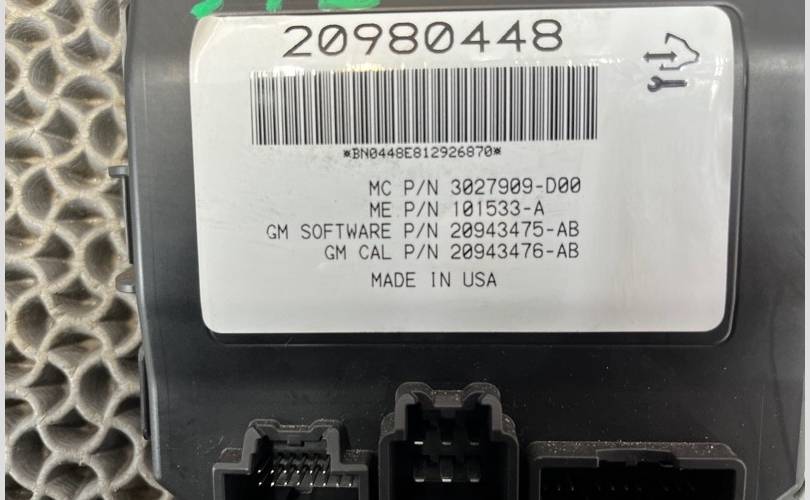 20980448
*BN0448E812926870*
MC P/N 3027909-D00
ME P/N 101533-A
GM SOFTWARE P/N 20943475-AB
GM CAL P/N 20943476-AB
MADE IN USA